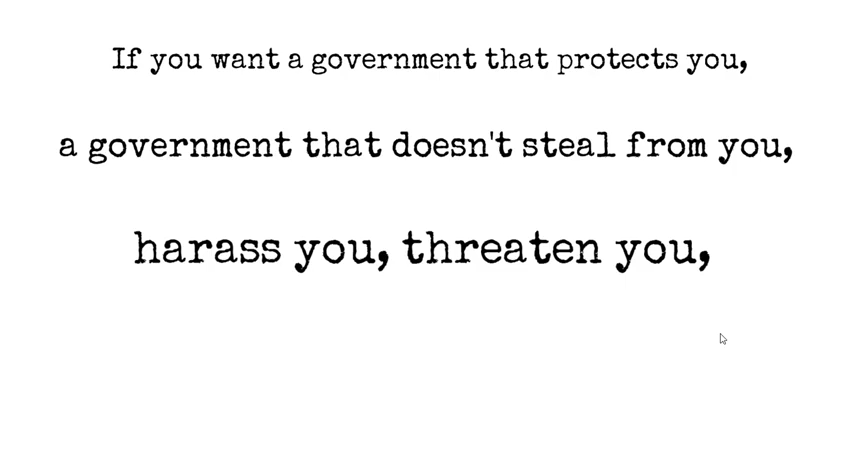 If you want a government that protects you,
a government that doesn't steal from you,
harass you, threaten you,